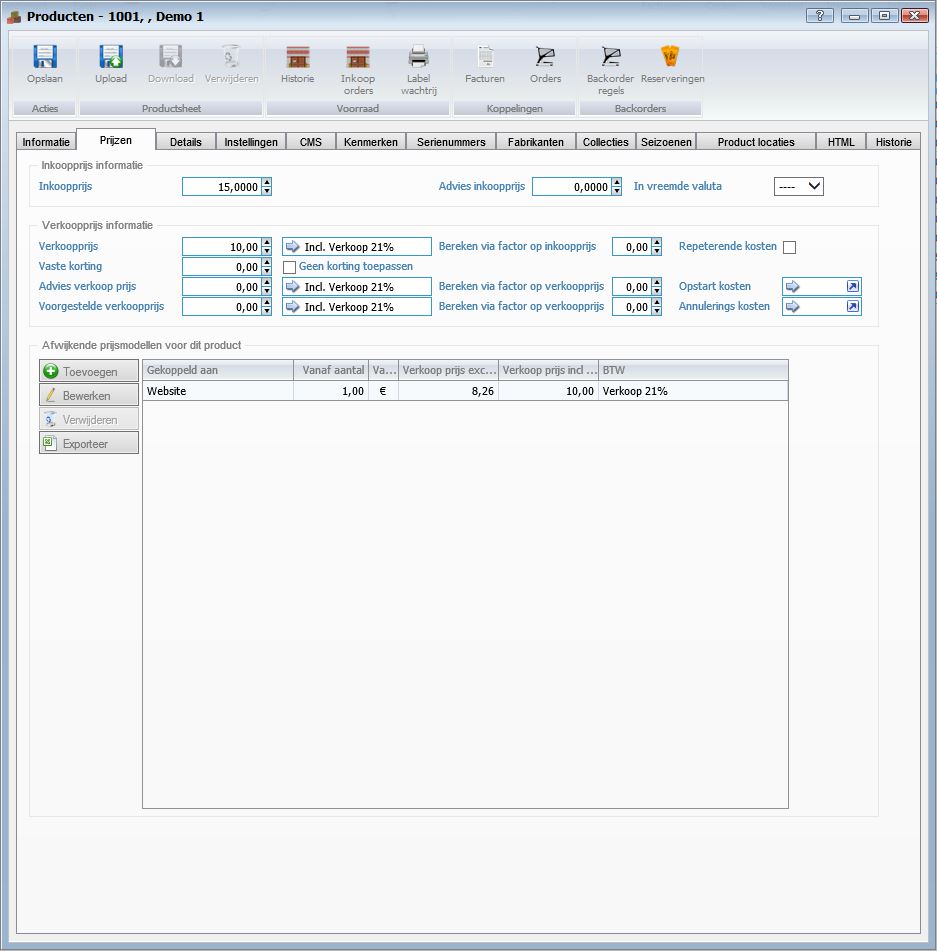 Producten - 1001, , Demo 1
?
Opslaan Upload Download Verwijderen Historie Inkoop orders Label wachtrij Facturen Orders Backorder regels Reserveringen
Acties Productsheet Voorraad Koppelingen Backorders
Informatie Prijzen Details Instellingen CMS Kenmerken Serienummers Fabrikanten Collecties Seizoenen Product locaties HTML Historie
Inkoopprijs informatie
Inkoopprijs 15,0000 Advies inkoopprijs 0,0000 In vreemde valuta ----
Verkoopprijs informatie
Verkoopprijs 10,00 Incl. Verkoop 21% Bereken via factor op inkoopprijs 0,00 Repeterende kosten
Vaste korting 0,00 Geen korting toepassen
Advies verkoop prijs 0,00 Incl. Verkoop 21% Bereken via factor op verkoopprijs 0,00 Opstart kosten
Voorgestelde verkoopprijs 0,00 Incl. Verkoop 21% Bereken via factor op verkoopprijs 0,00 Annulerings kosten
Afwijkende prijsmodellen voor dit product
Toevoegen
Bewerken
Verwijderen
Exporteer
Gekoppeld aan Vanaf aantal Va... Verkoop prijs exc... Verkoop prijs incl ... BTW
Website 1,00 € 8,26 10,00 Verkoop 21%